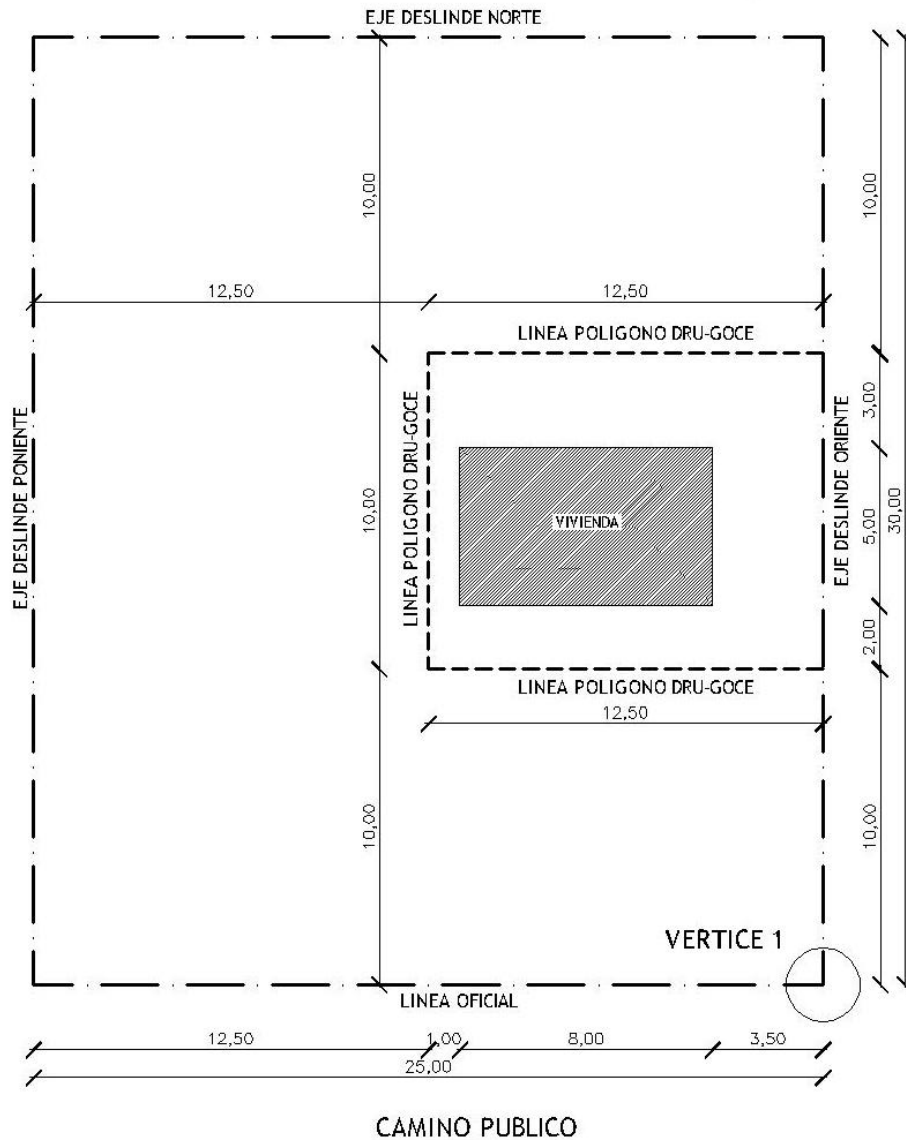 EJE DESLINDE NORTE
10,00
10,00
12,50
12,50
LINEA POLIGONO DRU-GOCE
3,00
EJE DESLINDE PONIENTE
10,00
LINEA POLIGONO DRU-GOCE
VIVIENDA
EJE DESLINDE ORIENTE
5,00
30,00
2,00
LINEA POLIGONO DRU-GOCE
12,50
10,00
10,00
VERTICE 1
LINEA OFICIAL
12,50
1,00
8,00
3,50
25,00
CAMINO PUBLICO